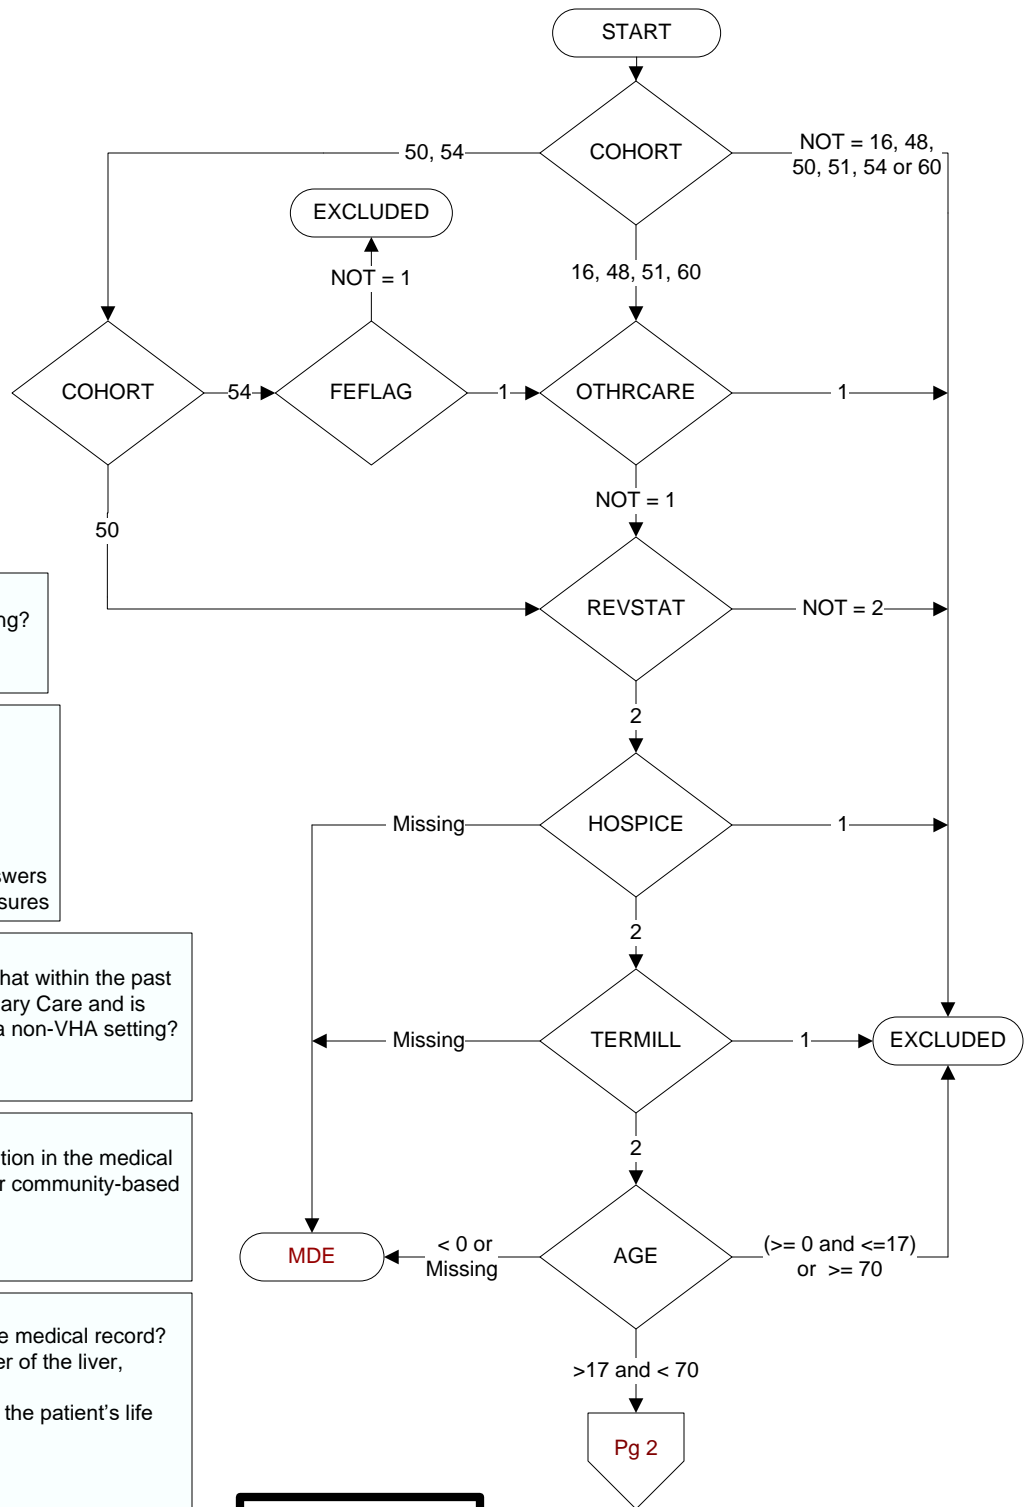 START
COHORT
50, 54
NOT = 16, 48,
50, 51, 54 or 60
EXCLUDED
NOT = 1
16, 48, 51, 60
COHORT
54
FEFLAG
1
OTHRCARE
1
NOT = 1
50
REVSTAT
NOT = 2
2
Missing
HOSPICE
1
2
Missing
TERMILL
1
EXCLUDED
2
MDE
< 0 or
Missing
AGE
(>= 0 and <=17)
or >= 70
>17 and < 70
Pg 2
sures
hat within the past
ary Care and is
a non-VHA setting?
tion in the medical
r community-based
e medical record?
er of the liver,
the patient's life